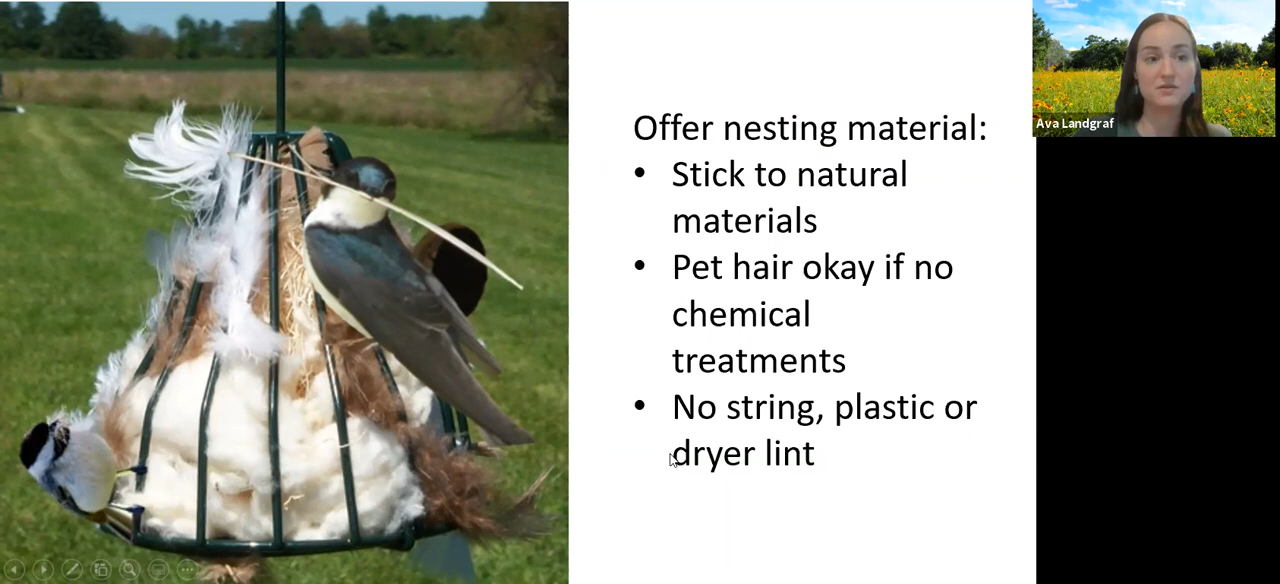 Offer nesting material:
• Stick to natural
materials
• Pet hair okay if no
chemical
treatments
• No string, plastic or
dryer lint
Ava Landgraf